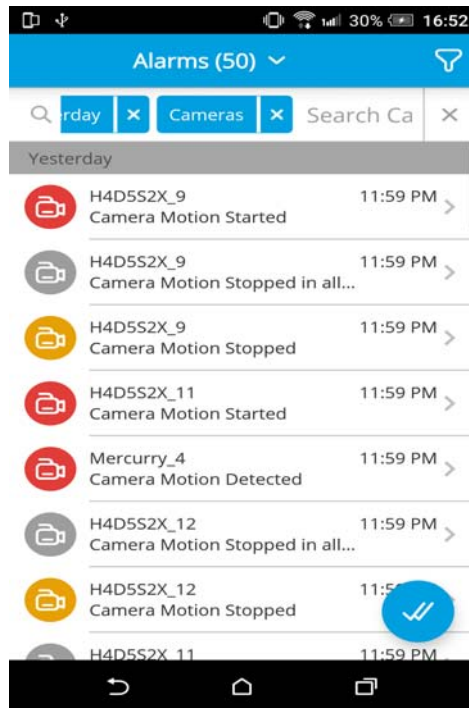 30% 16:52
Alarms (50)
rday × Cameras × Search Ca ×
Yesterday
H4D5S2X_9 11:59 PM
Camera Motion Started
H4D5S2X_9 11:59 PM
Camera Motion Stopped in all...
H4D5S2X_9 11:59 PM
Camera Motion Stopped
H4D5S2X_11 11:59 PM
Camera Motion Started
Mercurry_4 11:59 PM
Camera Motion Detected
H4D5S2X_12 11:59 PM
Camera Motion Stopped in all...
H4D5S2X_12
Camera Motion Stopped
H4D5S2X_11 11:59 PM